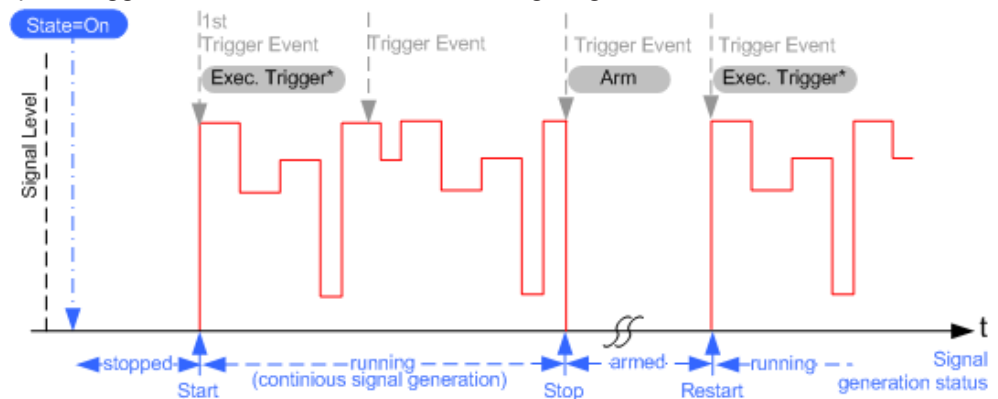 State=On
1st
Trigger Event
Trigger Event
Trigger Event
Trigger Event
Exec. Trigger*
Arm
Exec. Trigger*
Signal Level
t
stopped
running
armed
running
Signal
(continious signal generation)
generation status
Start
Stop
Restart